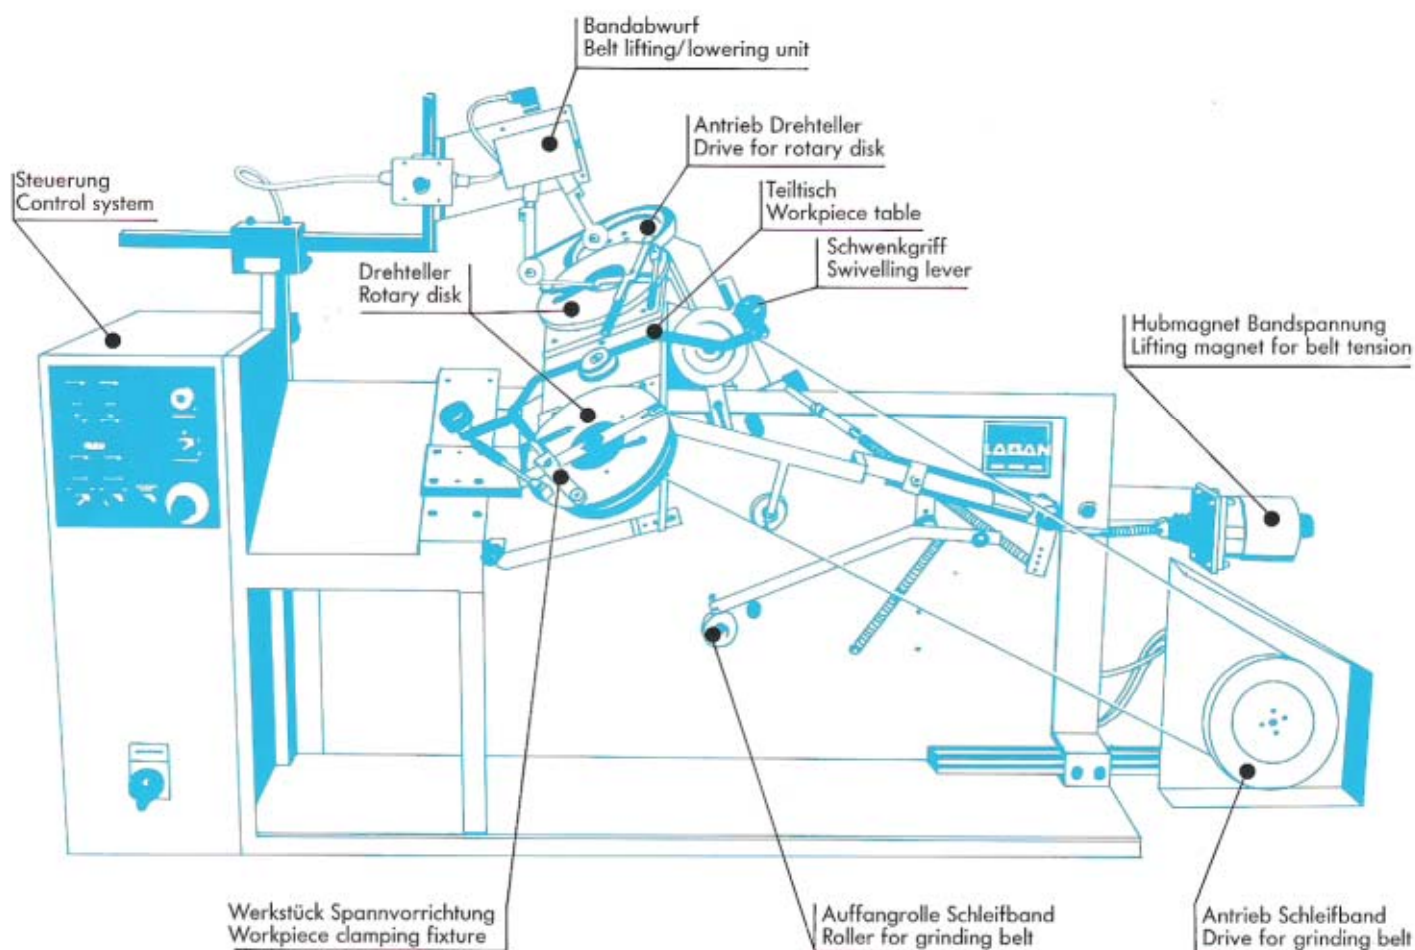 Bandabwurf
Belt lifting/lowering unit
Antrieb Drehteller
Drive for rotary disk
Steuerung
Control system
Teiltisch
Workpiece table
Schwenkgriff
Swivelling lever
Drehteller
Rotary disk
Hubmagnet Bandspannung
Lifting magnet for belt tension
LABAN
Werkstück Spannvorrichtung
Workpiece clamping fixture
Auffangrolle Schleifband
Roller for grinding belt
Antrieb Schleifband
Drive for grinding belt